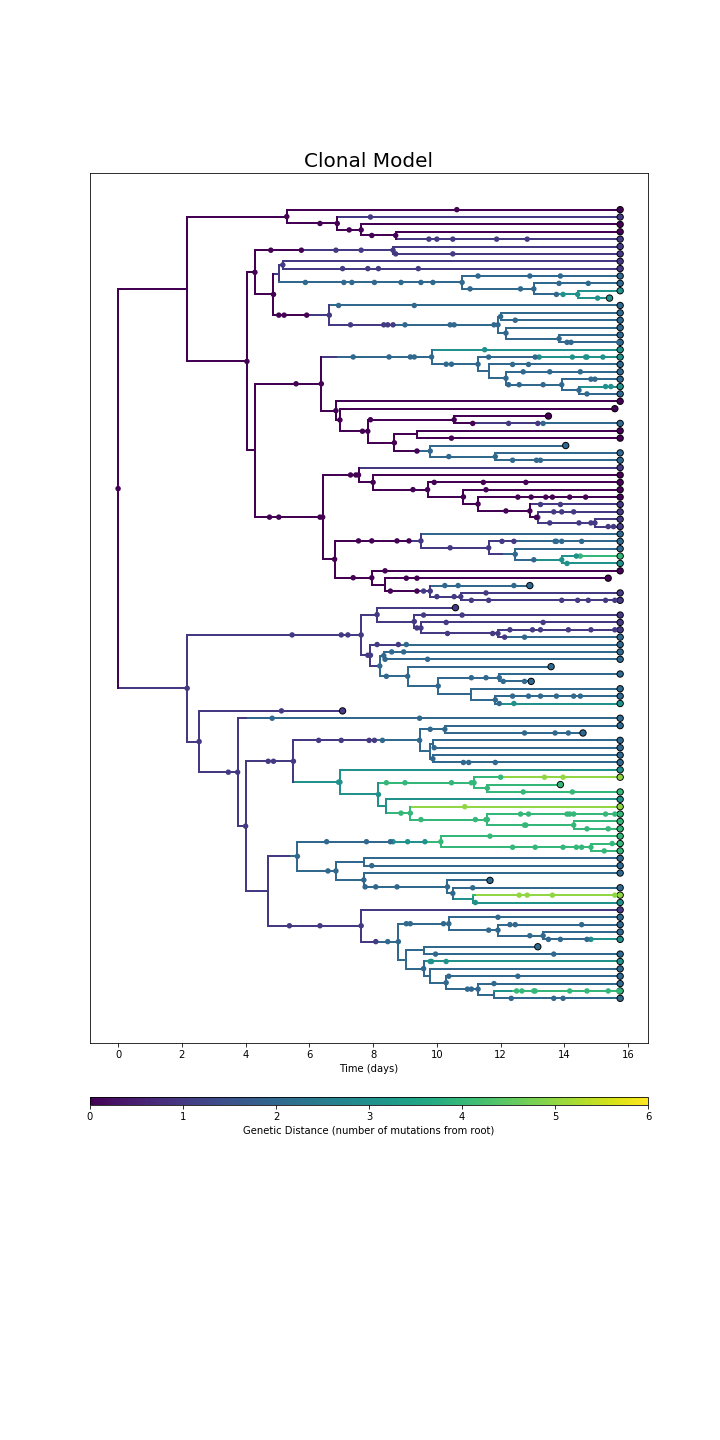 Clonal Model
0 2 4 6 8 10 12 14 16
Time (days)
0 1 2 3 4 5 6
Genetic Distance (number of mutations from root)